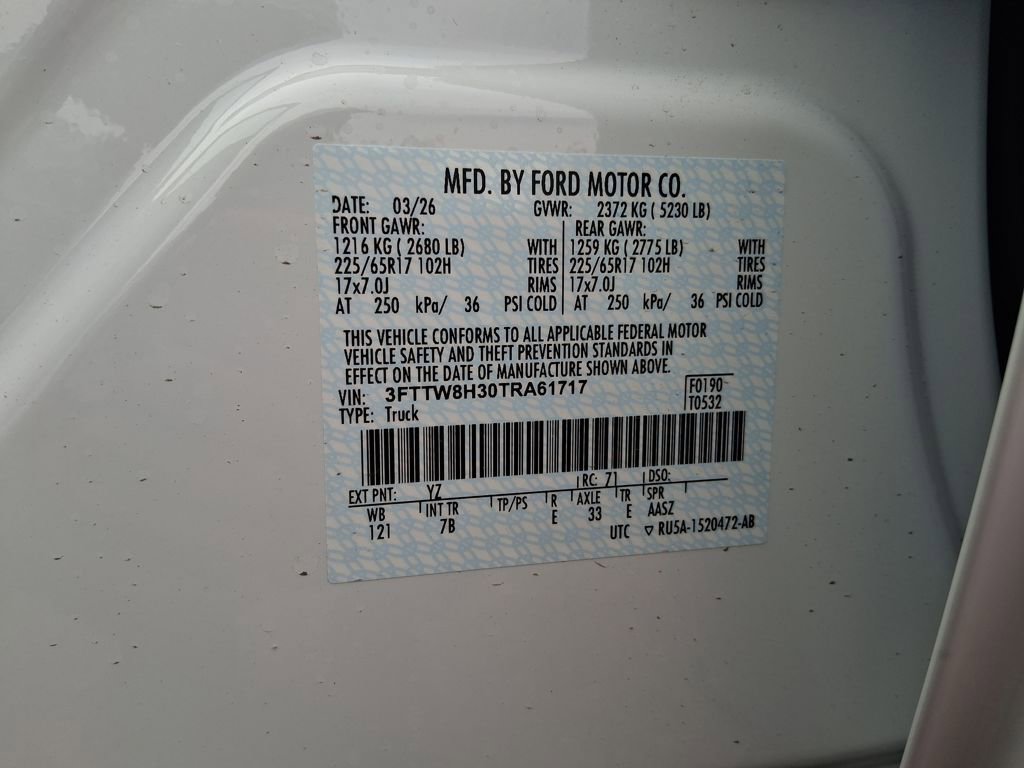 MFD. BY FORD MOTOR CO.
DATE: 03/26 GVWR: 2372 KG ( 5230 LB)
FRONT GAWR: REAR GAWR:
1216 KG ( 2680 LB) WITH 1259 KG ( 2775 LB) WITH
225/65R17 102H TIRES 225/65R17 102H TIRES
17x7.0J RIMS 17x7.0J RIMS
AT 250 kPa/ 36 PSI COLD AT 250 kPa/ 36 PSI COLD
THIS VEHICLE CONFORMS TO ALL APPLICABLE FEDERAL MOTOR
VEHICLE SAFETY AND THEFT PREVENTION STANDARDS IN
EFFECT ON THE DATE OF MANUFACTURE SHOWN ABOVE.
VIN: 3FTTW8H30TRA61717 F0190
TYPE: Truck T0532
EXT PNT: YZ RC: 71 DSO:
WB INT TR TP/PS R AXLE TR SPR
121 7B E 33 E AASZ
UTC ▽ RU5A-1520472-AB